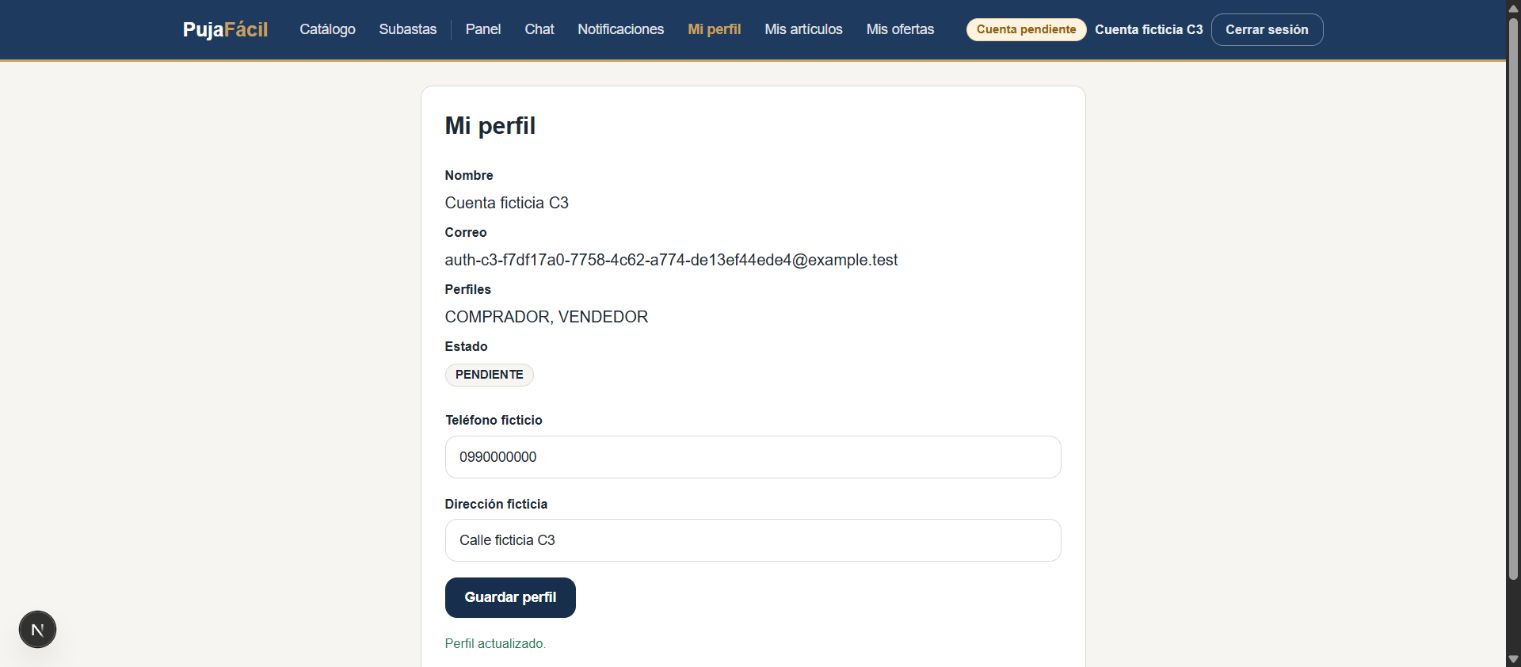 PujaFácil Catálogo Subastas Panel Chat Notificaciones Mi perfil Mis artículos Mis ofertas Cuenta pendiente Cuenta ficticia C3 Cerrar sesión
Mi perfil
Nombre
Cuenta ficticia C3
Correo
auth-c3-f7df17a0-7758-4c62-a774-de13ef44ede4@example.test
Perfiles
COMPRADOR, VENDEDOR
Estado
PENDIENTE
Teléfono ficticio
0990000000
Dirección ficticia
Calle ficticia C3
Guardar perfil
N
Perfil actualizado.